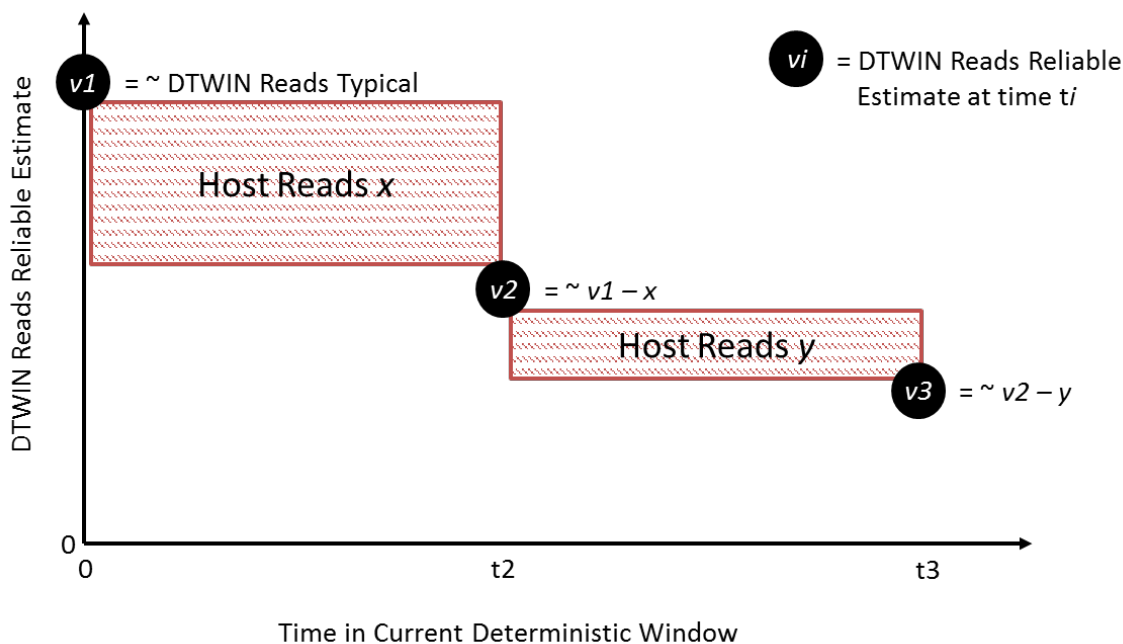 DTWIN Reads Reliable Estimate
v1 = ~ DTWIN Reads Typical
vi = DTWIN Reads Reliable
Estimate at time ti
Host Reads x
v2 = ~ v1 – x
Host Reads y
v3 = ~ v2 – y
0
0 t2 t3
Time in Current Deterministic Window